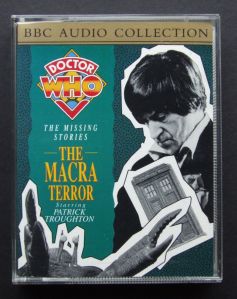 BBC AUDIO COLLECTION
DOCTOR
WHO
THE MISSING
STORIES
THE
MACRA
TERROR
Starring
PATRICK
TROUGHTON